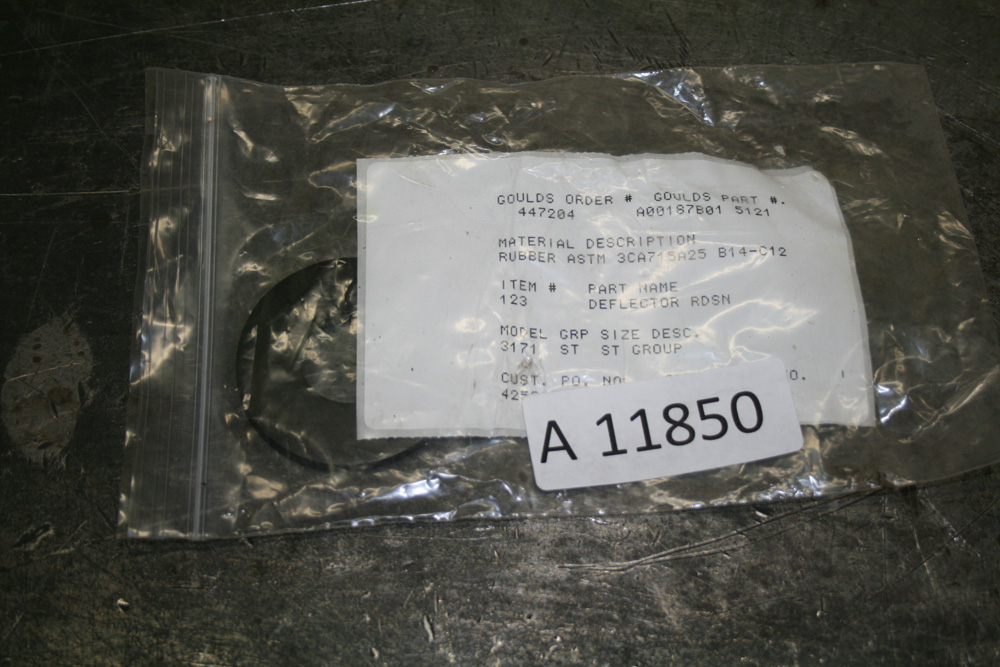 GOULDS ORDER # GOULDS PART #.
447204 A00187B01 5121
MATERIAL DESCRIPTION
RUBBER ASTM 3CA715A25 B14-C12
ITEM # PART NAME
123 DEFLECTOR RDSN
MODEL GRP SIZE DESC.
3171 ST ST GROUP
CUST. PO. NO.
A 11850